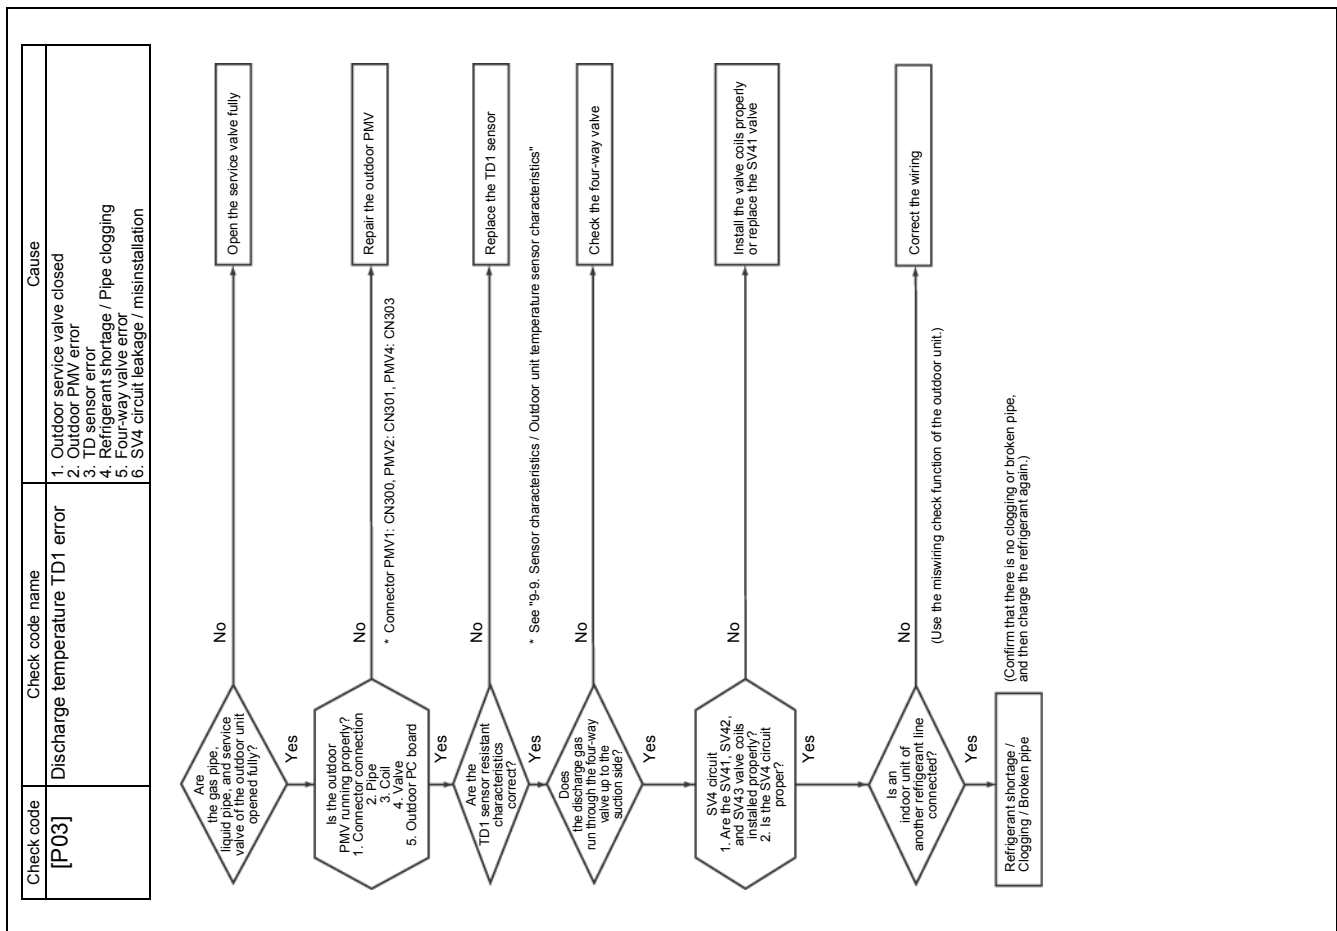 Check code
Check code name
Cause
[P03]
Discharge temperature TD1 error
1. Outdoor service valve closed
2. Outdoor PMV error
3. TD sensor error
4. Refrigerant shortage / Pipe clogging
5. Four-way valve error
6. SV4 circuit leakage / misinstallation
Are
the gas pipe,
liquid pipe, and service
valve of the outdoor unit
opened fully?
No
Open the service valve fully
Yes
Is the outdoor
PMV running properly?
1. Connector connection
2. Pipe
3. Coil
4. Valve
5. Outdoor PC board
No
Repair the outdoor PMV
* Connector PMV1: CN300, PMV2: CN301, PMV4: CN303
Yes
Are the
TD1 sensor resistant
characteristics
correct?
No
Replace the TD1 sensor
* See "9-9. Sensor characteristics / Outdoor unit temperature sensor characteristics"
Yes
Does
the discharge gas
run through the four-way
valve up to the
suction side?
No
Check the four-way valve
Yes
SV4 circuit
1. Are the SV41, SV42,
and SV43 valve coils
installed properly?
2. Is the SV4 circuit
proper?
No
Install the valve coils properly
or replace the SV41 valve
Yes
Is an
indoor unit of
another refrigerant line
connected?
No
Correct the wiring
(Use the miswiring check function of the outdoor unit.)
Yes
Refrigerant shortage /
Clogging / Broken pipe
(Confirm that there is no clogging or broken pipe,
and then charge the refrigerant again.)